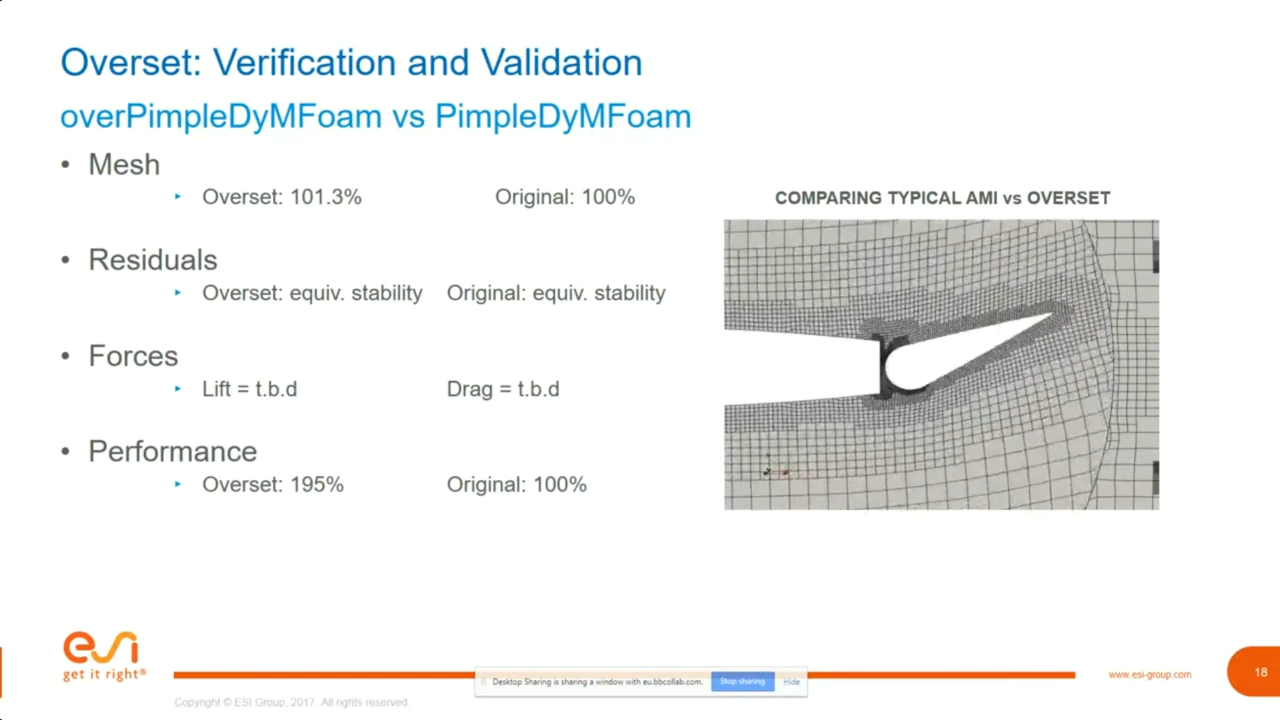 Overset: Verification and Validation
overPimpleDyMFoam vs PimpleDyMFoam
• Mesh
‣ Overset: 101.3% Original: 100%
COMPARING TYPICAL AMI vs OVERSET
• Residuals
‣ Overset: equiv. stability Original: equiv. stability
• Forces
‣ Lift = t.b.d Drag = t.b.d
• Performance
‣ Overset: 195% Original: 100%
esi
get it right®
Desktop Sharing is sharing a window with eu.bbcollab.com. Stop sharing Hide
www.esi-group.com
18
Copyright © ESI Group, 2017. All rights reserved.